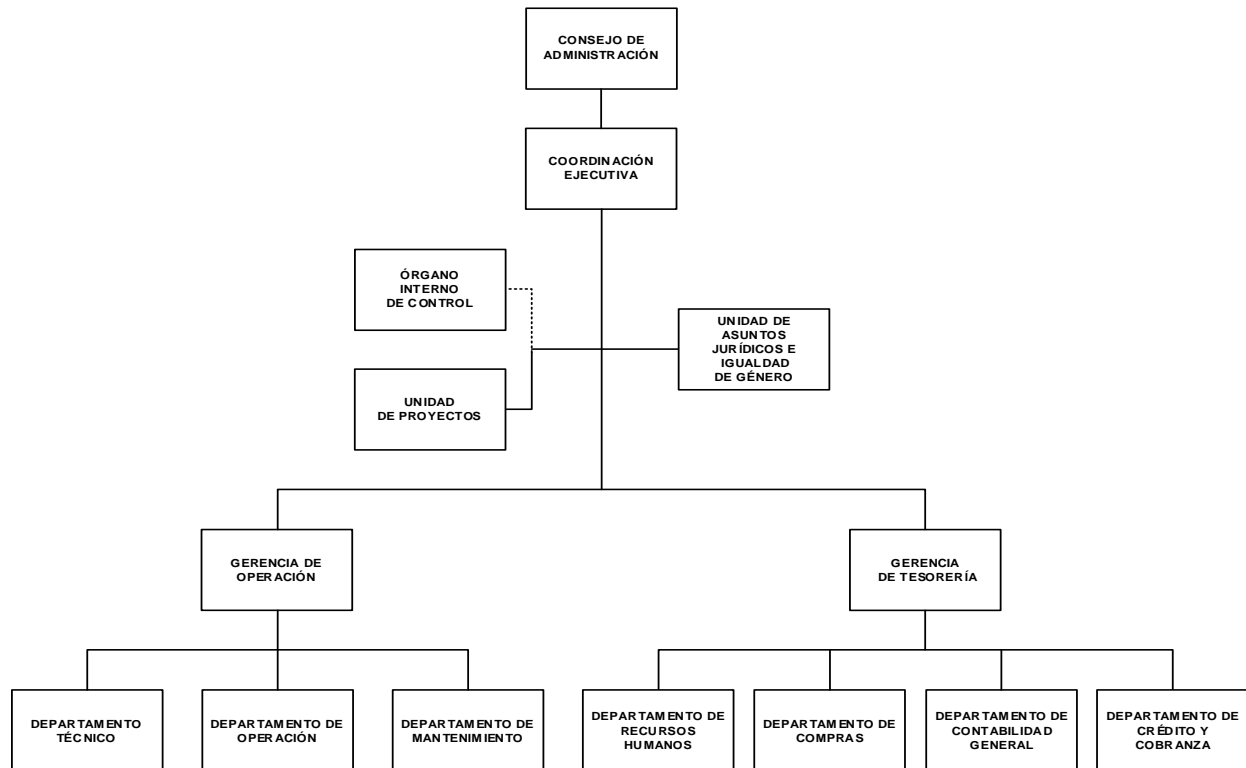 CONSEJO DE
ADMINISTRACIÓN
COORDINACIÓN
EJECUTIVA
ÓRGANO
INTERNO
DE CONTROL
UNIDAD DE
ASUNTOS
JURÍDICOS E
IGUALDAD
DE GÉNERO
UNIDAD
DE PROYECTOS
GERENCIA DE
OPERACIÓN
GERENCIA
DE TESORERÍA
DEPARTAMENTO
TÉCNICO
DEPARTAMENTO DE
OPERACIÓN
DEPARTAMENTO DE
MANTENIMIENTO
DEPARTAMENTO DE
RECURSOS
HUMANOS
DEPARTAMENTO DE
COMPRAS
DEPARTAMENTO DE
CONTABILIDAD
GENERAL
DEPARTAMENTO DE
CRÉDITO Y
COBRANZA